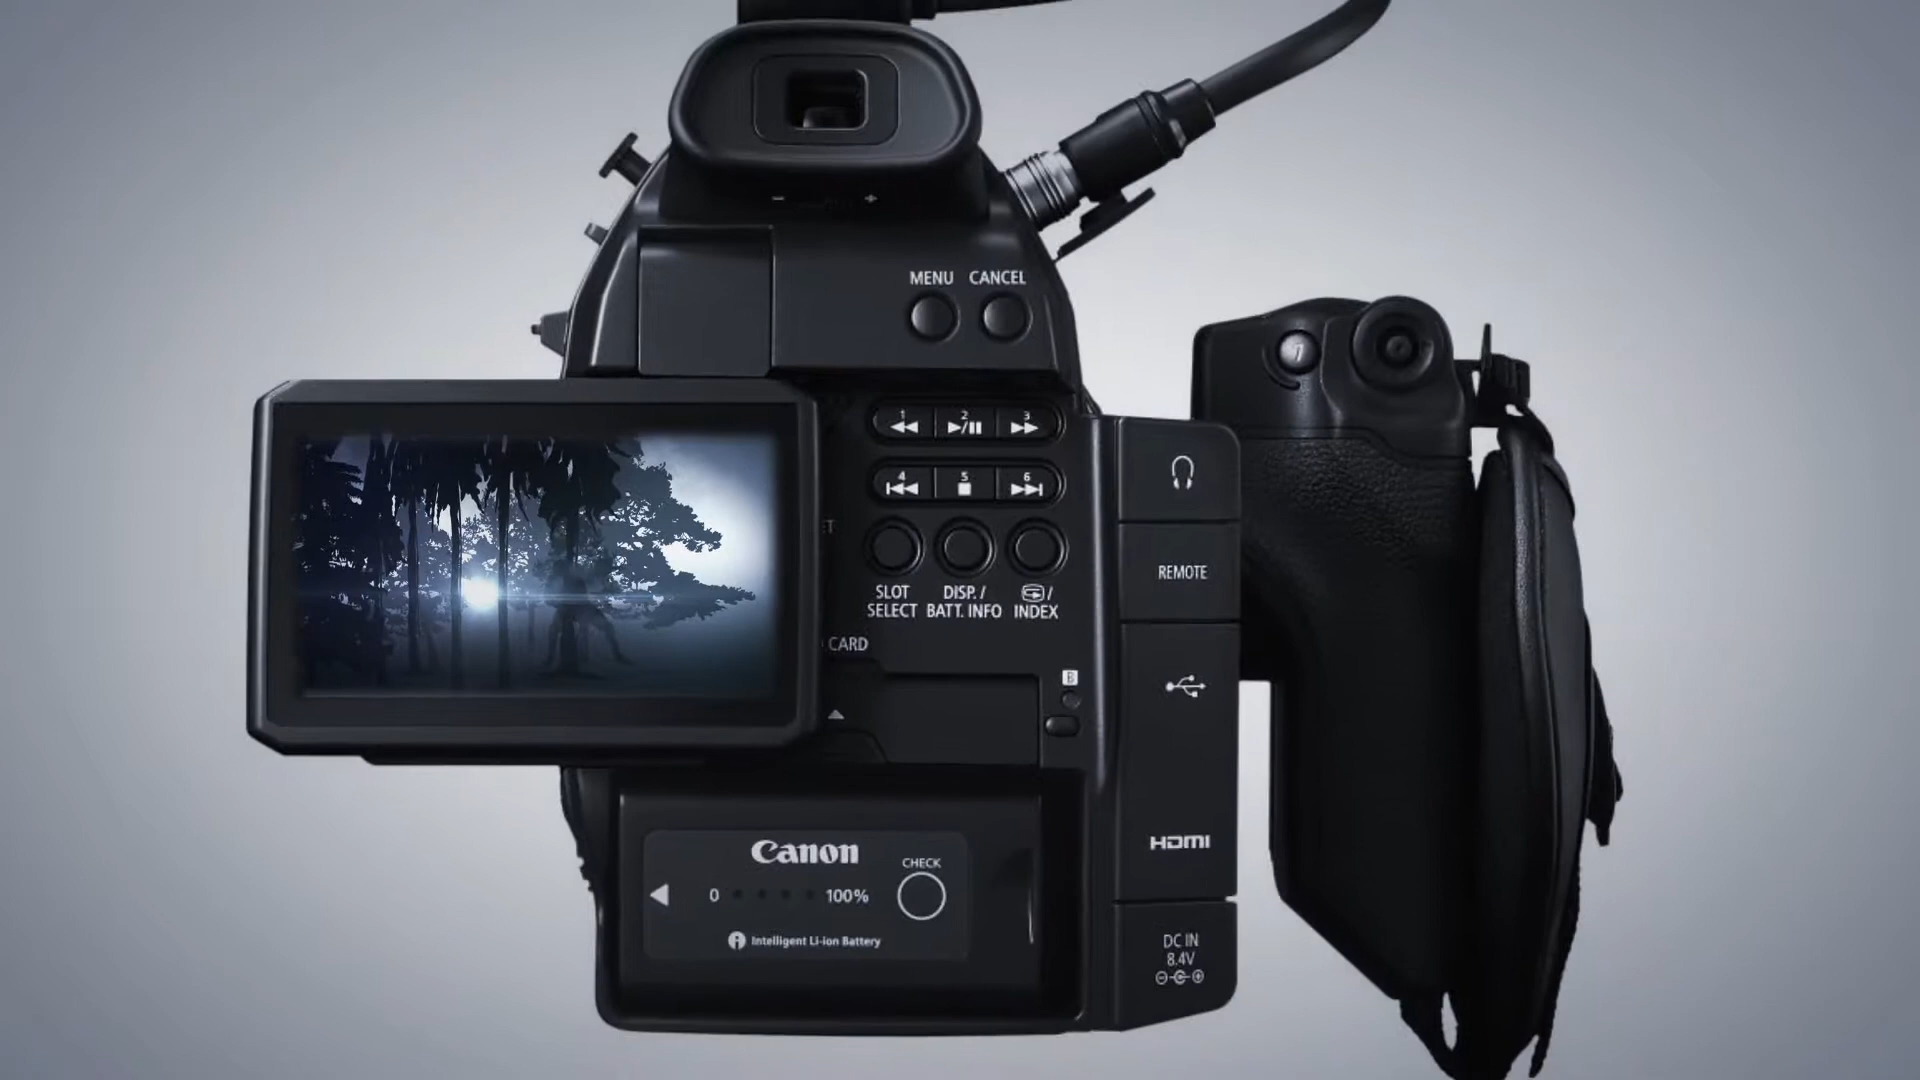 MENU CANCEL
1 2 3
4 5 6
SLOT
SELECT
DISP. /
BATT. INFO
/
INDEX
CARD
B
REMOTE
HDMI
DC IN
8.4V
Canon
CHECK
0 100%
i Intelligent Li-ion Battery
1